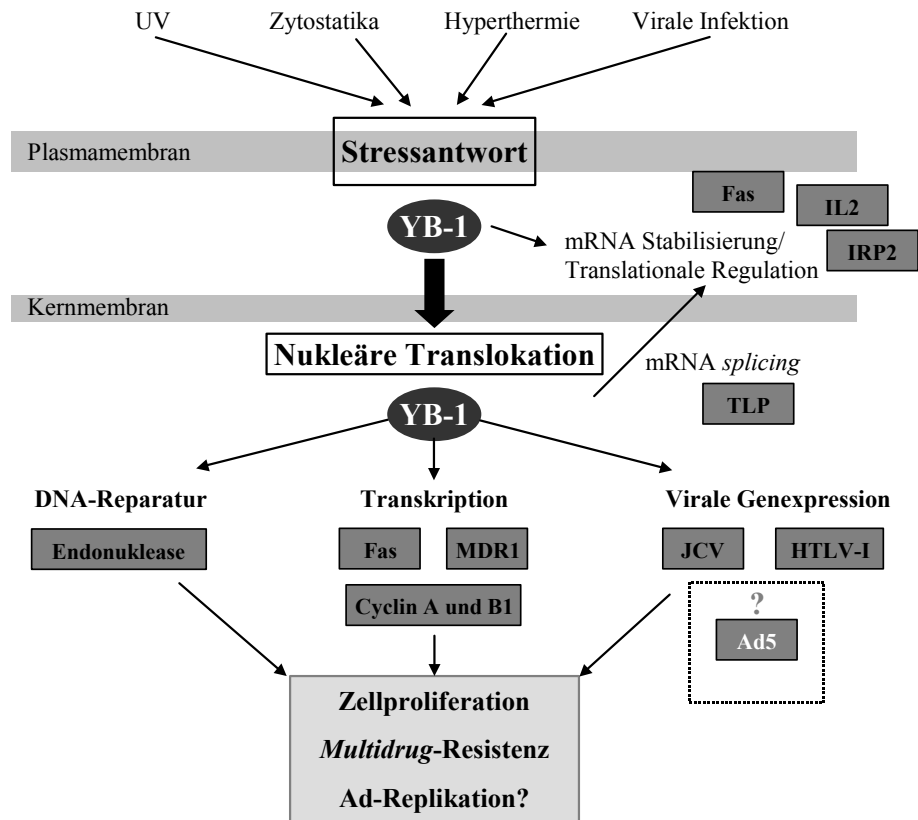 UV Zytostatika Hyperthermie Virale Infektion
Plasmamembran
Stressantwort
Fas
IL2
YB-1
IRP2
mRNA Stabilisierung/
Translationale Regulation
Kernmembran
Nukleäre Translokation
mRNA splicing
TLP
YB-1
DNA-Reparatur
Endonuklease
Transkription
Fas MDR1
Cyclin A und B1
Virale Genexpression
JCV HTLV-I
?
Ad5
Zellproliferation
Multidrug-Resistenz
Ad-Replikation?